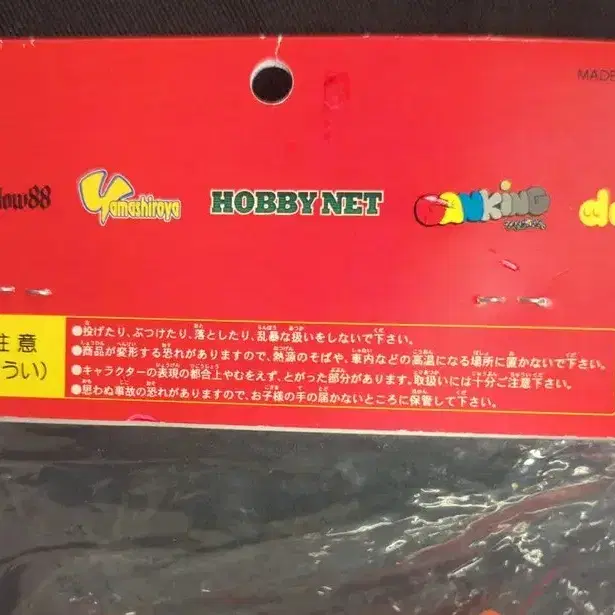 MADE
low88
Yamashiroya
HOBBY NET
BANKING
注意
うい)
●投げたり、ぶつけたり、落としたり、乱暴な扱いをしないで下さい。
●商品が変形する恐れがありますので、熱源のそばや、車内などの高温になる場所に置かないで下さい。
●キャラクターの表現の都合上やむをえず、とがった部分があります。取扱いには十分ご注意下さい。
●思わぬ事故の恐れがありますので、お子様の手の届かないところに保管して下さい。